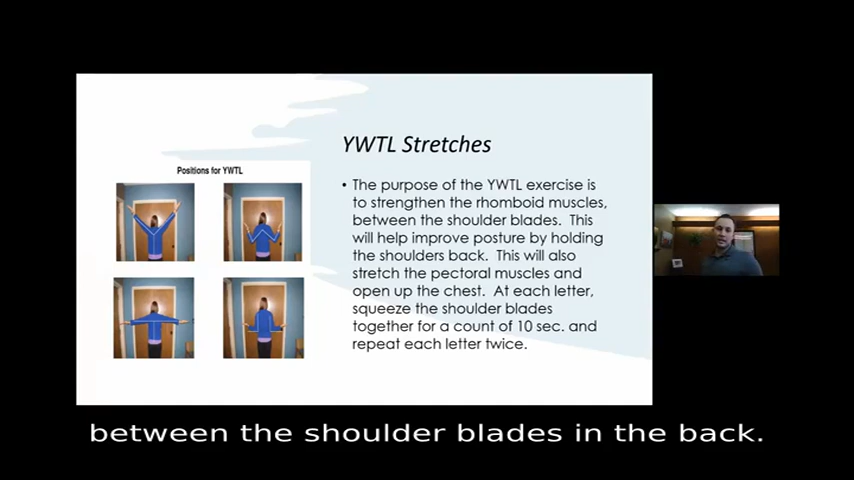 YWTL Stretches
Positions for YWTL
• The purpose of the YWTL exercise is
to strengthen the rhomboid muscles,
between the shoulder blades. This
will help improve posture by holding
the shoulders back. This will also
stretch the pectoral muscles and
open up the chest. At each letter,
squeeze the shoulder blades
together for a count of 10 sec. and
repeat each letter twice.
between the shoulder blades in the back.